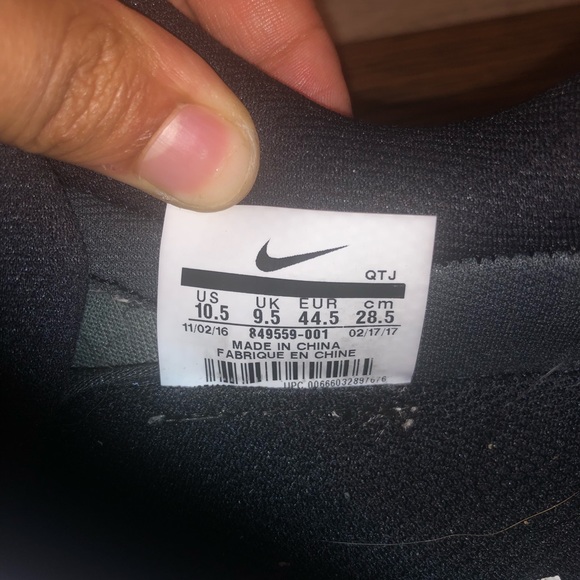 QTJ
US UK EUR cm
10.5 9.5 44.5 28.5
11/02/16 849559-001 02/17/17
MADE IN CHINA
FABRIQUE EN CHINE
UPC